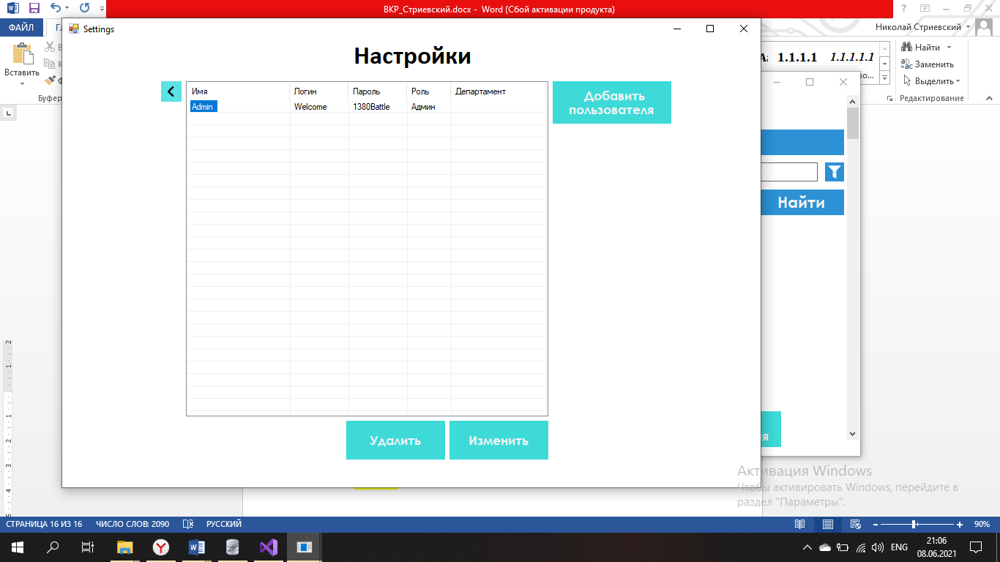 ВКР_Стриевский.docx - Word (Сбой активации продукта)
ФАЙЛ
Николай Стриевский
Вставить
1.1.1.1
1.1.1.1.1
Найти
Заменить
Выделить
Редактирование
Settings
Настройки
Имя Логин Пароль Роль Департамент
Admin Welcome 1380Battle Админ
Добавить
пользователя
Найти
Удалить
Изменить
Активация Windows
Чтобы активировать Windows, перейдите в
раздел "Параметры".
СТРАНИЦА 16 ИЗ 16 ЧИСЛО СЛОВ: 2090 РУССКИЙ 90%
ENG
21:06
08.06.2021